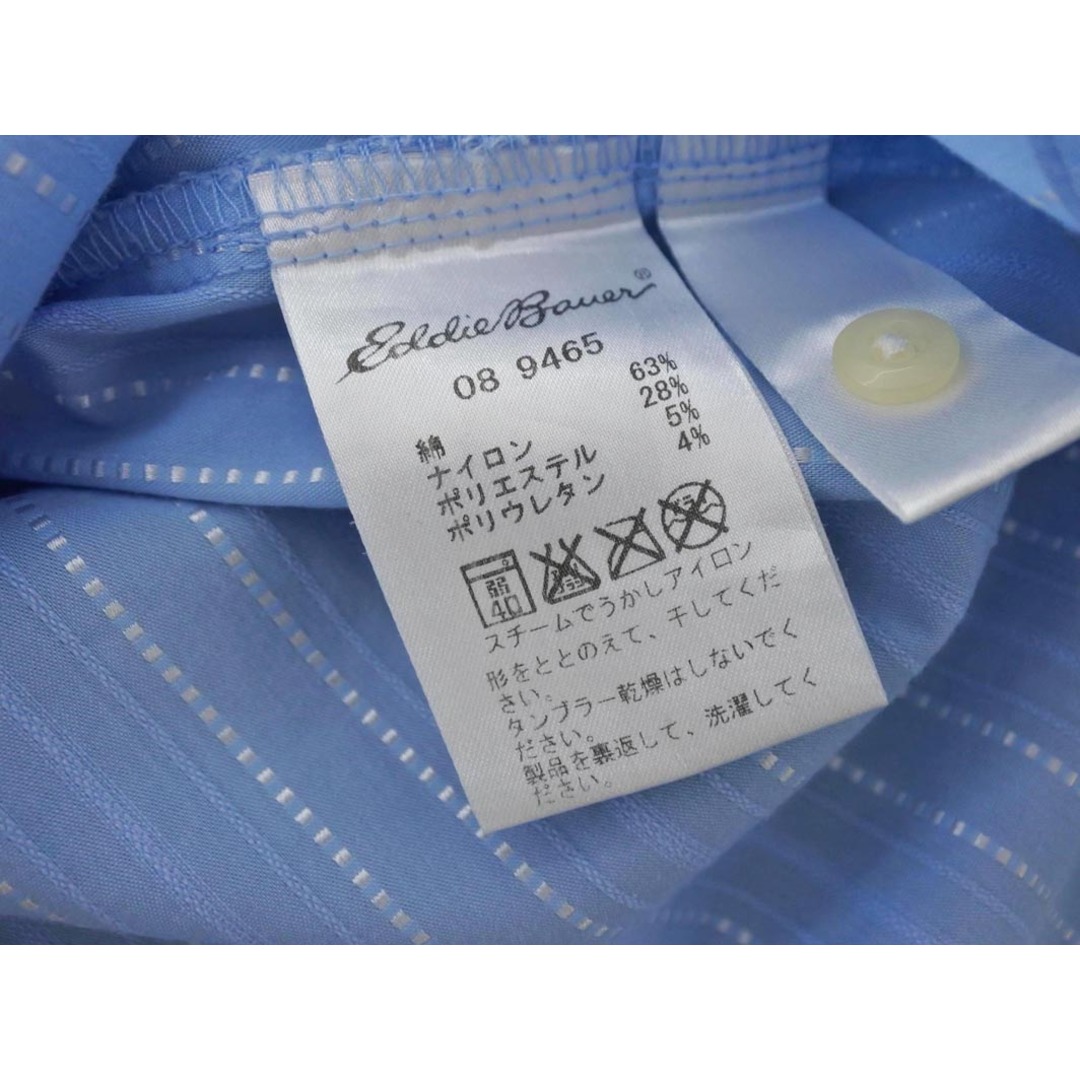 Eddie Bauer®
08 9465
綿 63%
ナイロン 28%
ポリエステル 5%
ポリウレタン 4%
弱
40
スチームでうかしアイロン
形をととのえて、干してくだ
さい。
タンブラー乾燥はしないでく
ださい。
製品を裏返して、洗濯してく
ださい。